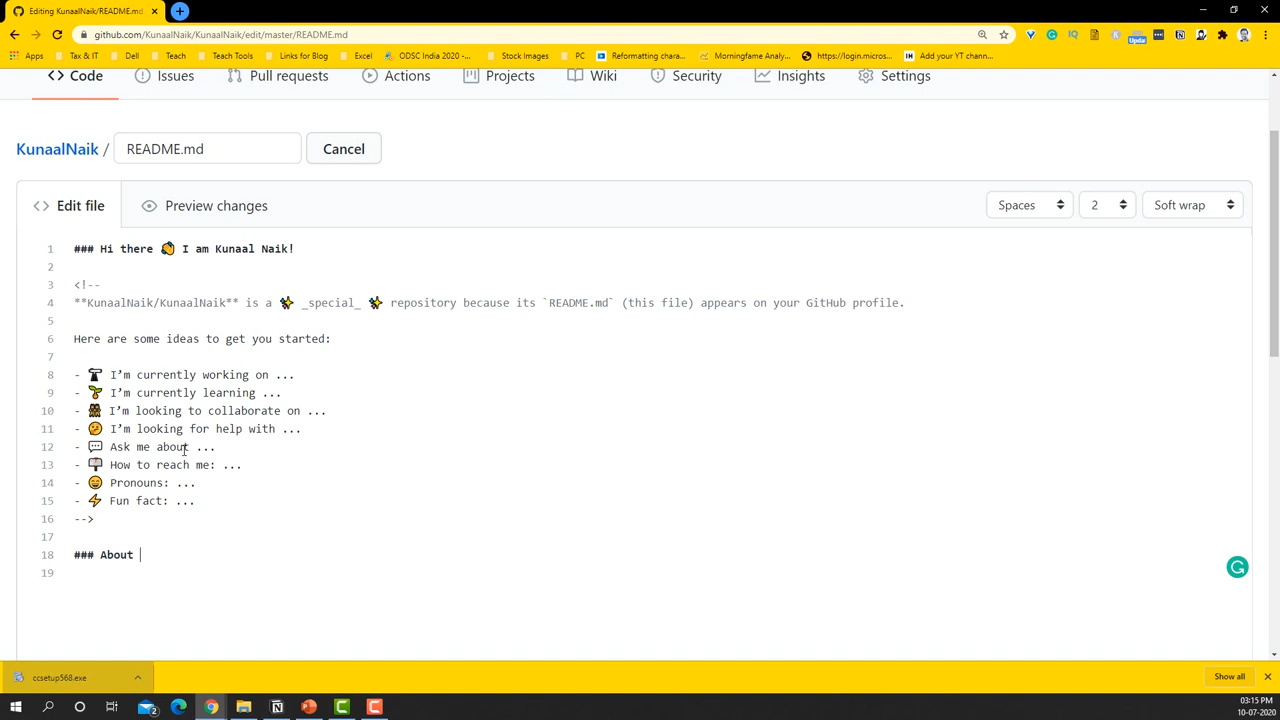 Editing KunaalNaik/README.md
github.com/KunaalNaik/KunaalNaik/edit/master/README.md
Apps Tax & IT Dell Teach Teach Tools Links for Blog Excel ODSC India 2020 -... Stock Images PC Reformatting chara... Morningfame Analy... https://login.micros... Add your YT chann...
Code Issues Pull requests Actions Projects Wiki Security Insights Settings
KunaalNaik / README.md Cancel
Edit file Preview changes Spaces 2 Soft wrap
1 ### Hi there 👋 I am Kunaal Naik!
2
3 <!--
4 **KunaalNaik/KunaalNaik** is a ✨ _special_ ✨ repository because its `README.md` (this file) appears on your GitHub profile.
5
6 Here are some ideas to get you started:
7
8 - 🔭 I’m currently working on ...
9 - 🌱 I’m currently learning ...
10 - 👯 I’m looking to collaborate on ...
11 - 🤔 I’m looking for help with ...
12 - 💬 Ask me about ...
13 - 📫 How to reach me: ...
14 - 😄 Pronouns: ...
15 - ⚡ Fun fact: ...
16 -->
17
18 ### About
19
ccsetup568.exe Show all
03:15 PM
10-07-2020